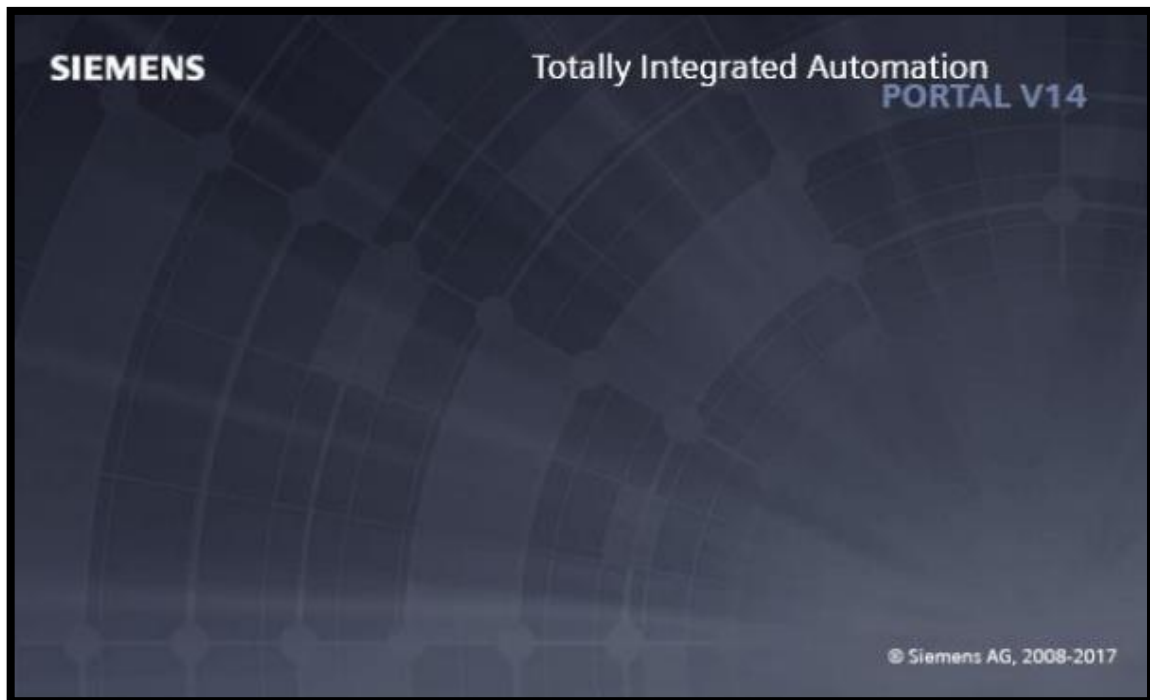 SIEMENS
Totally Integrated Automation
PORTAL V14
© Siemens AG, 2008-2017